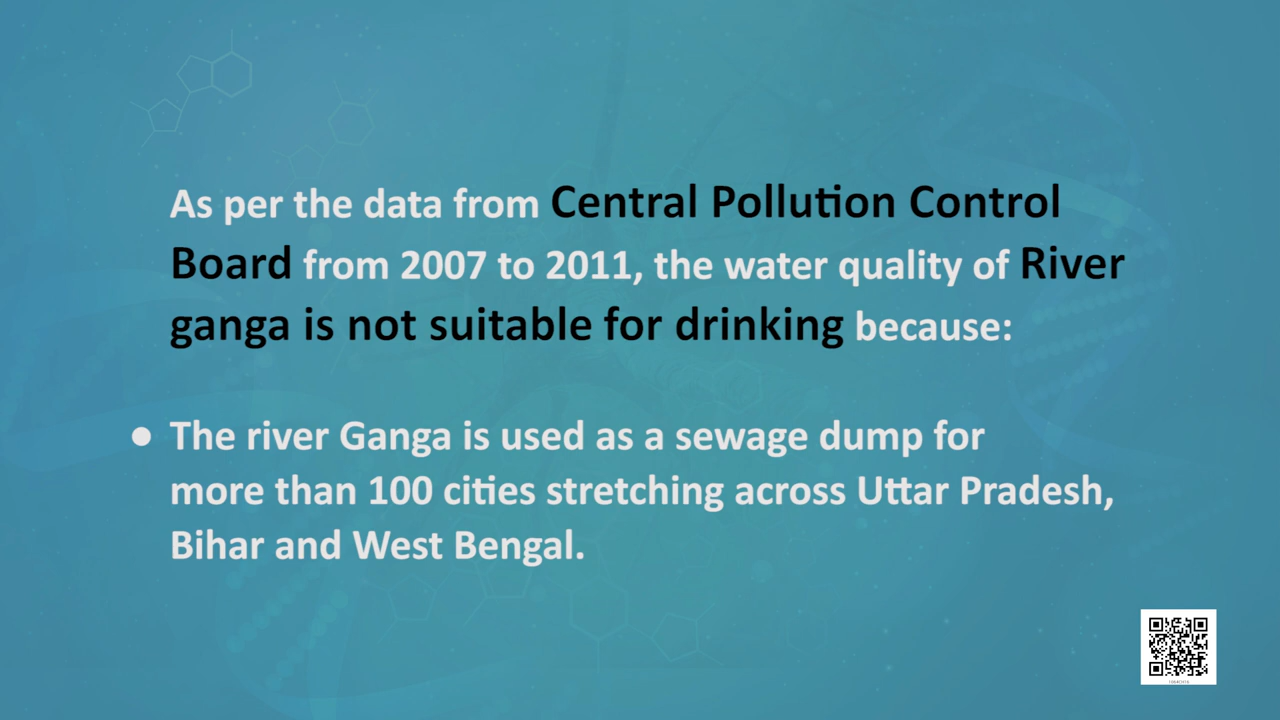 As per the data from Central Pollution Control
Board from 2007 to 2011, the water quality of River
ganga is not suitable for drinking because:
● The river Ganga is used as a sewage dump for
more than 100 cities stretching across Uttar Pradesh,
Bihar and West Bengal.